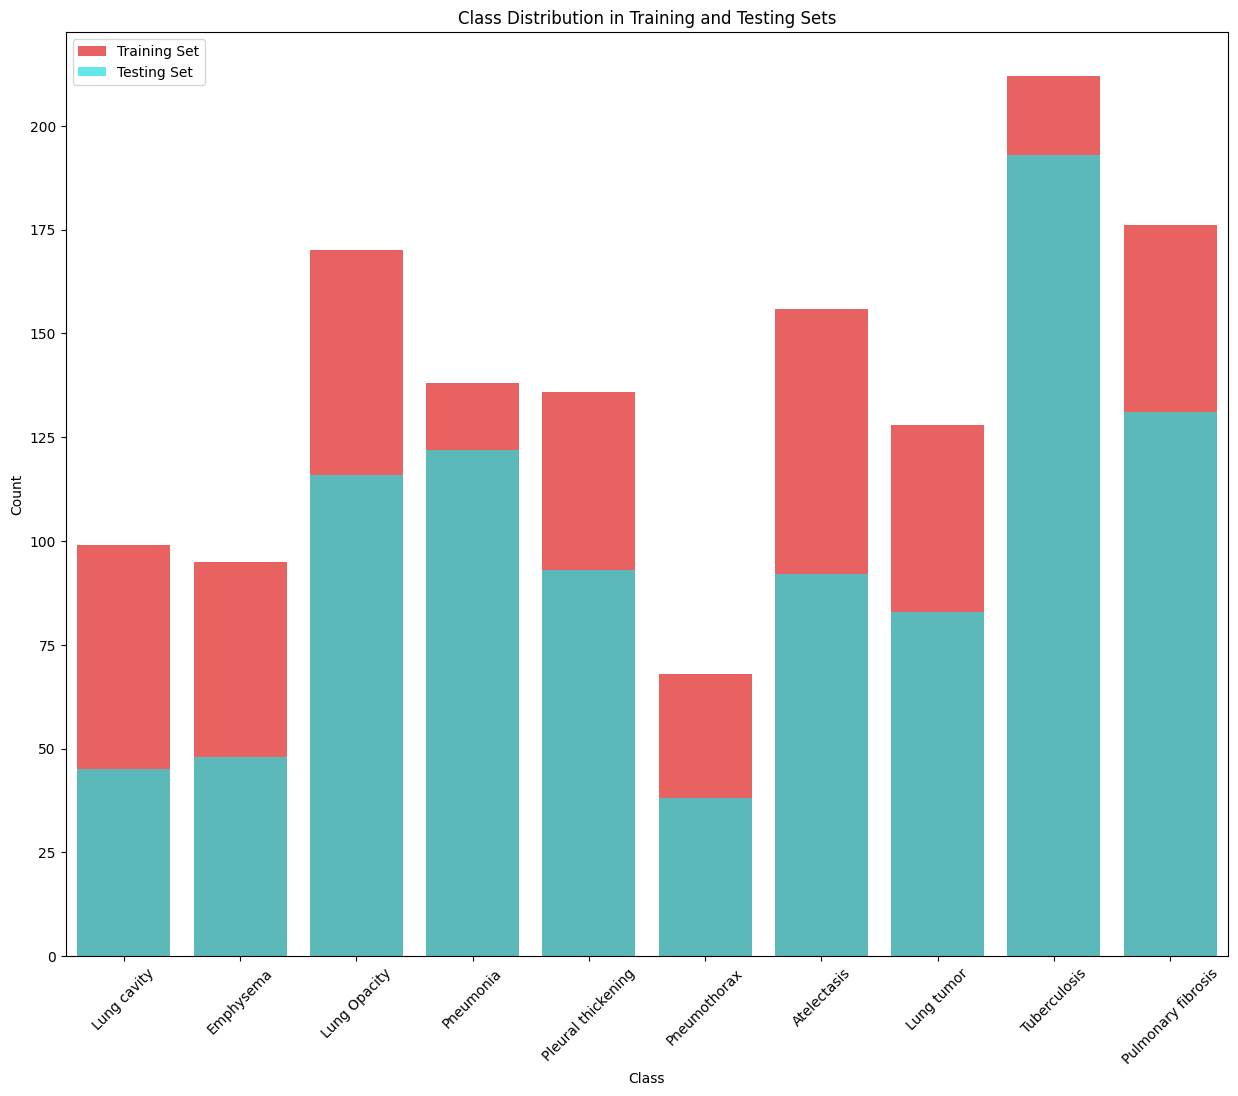 Class Distribution in Training and Testing Sets
Training Set
Testing Set
200
175
150
125
100
75
50
25
0
Count
Lung cavity
Emphysema
Lung Opacity
Pneumonia
Pleural thickening
Pneumothorax
Atelectasis
Lung tumor
Tuberculosis
Pulmonary fibrosis
Class